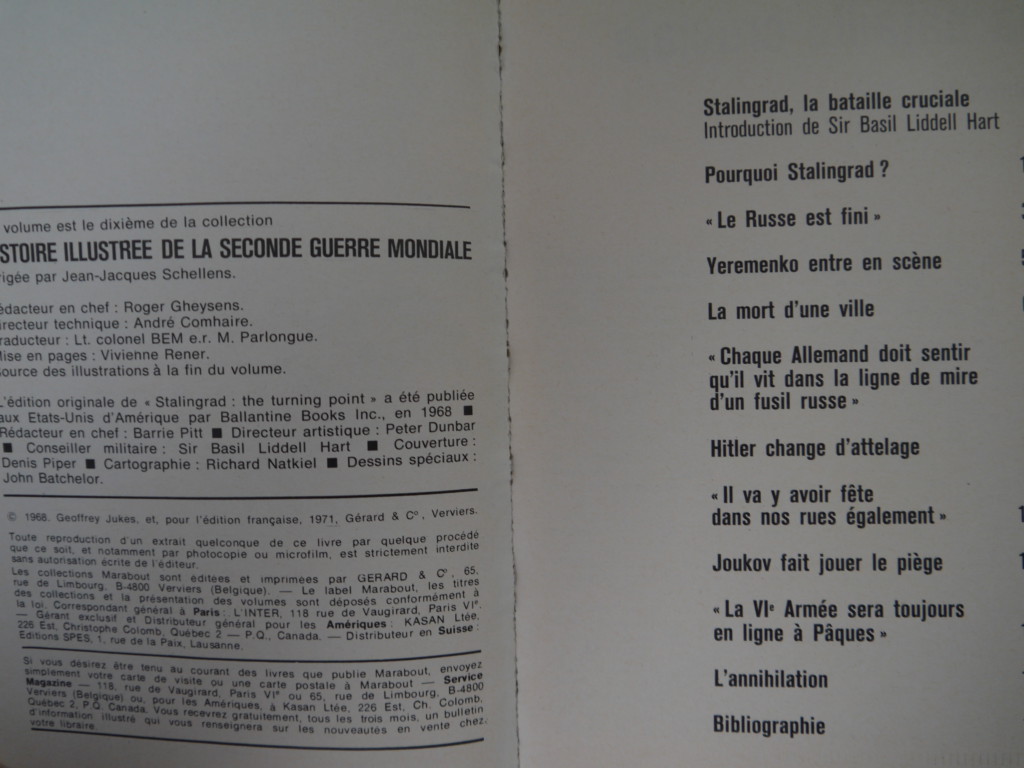 volume est le dixième de la collection
STOIRE ILLUSTREE DE LA SECONDE GUERRE MONDIALE
rigée par Jean-Jacques Schellens.
édacteur en chef : Roger Gheysens.
irecteur technique : André Comhaire.
raducteur : Lt. colonel BEM e.r. M. Parlongue.
Mise en pages : Vivienne Rener.
ource des illustrations à la fin du volume.
L'édition originale de « Stalingrad : the turning point » a été publiée
aux Etats-Unis d'Amérique par Ballantine Books Inc., en 1968 ■
Rédacteur en chef : Barrie Pitt ■ Directeur artistique : Peter Dunbar
■ Conseiller militaire : Sir Basil Liddell Hart ■ Couverture :
Denis Piper ■ Cartographie : Richard Natkiel ■ Dessins spéciaux :
John Batchelor.
© 1968, Geoffrey Jukes, et, pour l'édition française, 1971, Gérard & C°, Verviers.
Toute reproduction d'un extrait quelconque de ce livre par quelque procédé
que ce soit, et notamment par photocopie ou microfilm, est strictement interdite
sans autorisation écrite de l'éditeur.
Les collections Marabout sont éditées et imprimées par GERARD & C°, 65,
rue de Limbourg, B-4800 Verviers (Belgique). — Le label Marabout, les titres
des collections et la présentation des volumes sont déposés conformément à
la loi. Correspondant général à Paris : L'INTER, 118 rue de Vaugirard, Paris VIe.
— Gérant exclusif et Distributeur général pour les Amériques : KASAN Ltée,
226 Est, Christophe Colomb, Québec 2 — P.Q., Canada. — Distributeur en Suisse :
Editions SPES, 1, rue de la Paix, Lausanne.
Si vous désirez être tenu au courant des livres que publie Marabout, envoyez
simplement votre carte de visite ou une carte postale à Marabout — Service
Magazine — 118, rue de Vaugirard, Paris VIe ou 65, rue de Limbourg, B-4800
Verviers (Belgique) ou, pour les Amériques, à Kasan Ltée, 226 Est, Ch. Colomb,
Québec 2, P.Q. Canada. Vous recevrez gratuitement, tous les trois mois, un bulletin
d'information illustré qui vous renseignera sur les nouveautés en vente chez
votre libraire.
Stalingrad, la bataille cruciale
Introduction de Sir Basil Liddell Hart
Pourquoi Stalingrad ?
« Le Russe est fini »
Yeremenko entre en scène
La mort d'une ville
« Chaque Allemand doit sentir
qu'il vit dans la ligne de mire
d'un fusil russe »
Hitler change d'attelage
« Il va y avoir fête
dans nos rues également »
Joukov fait jouer le piège
« La VIe Armée sera toujours
en ligne à Pâques »
L'annihilation
Bibliographie